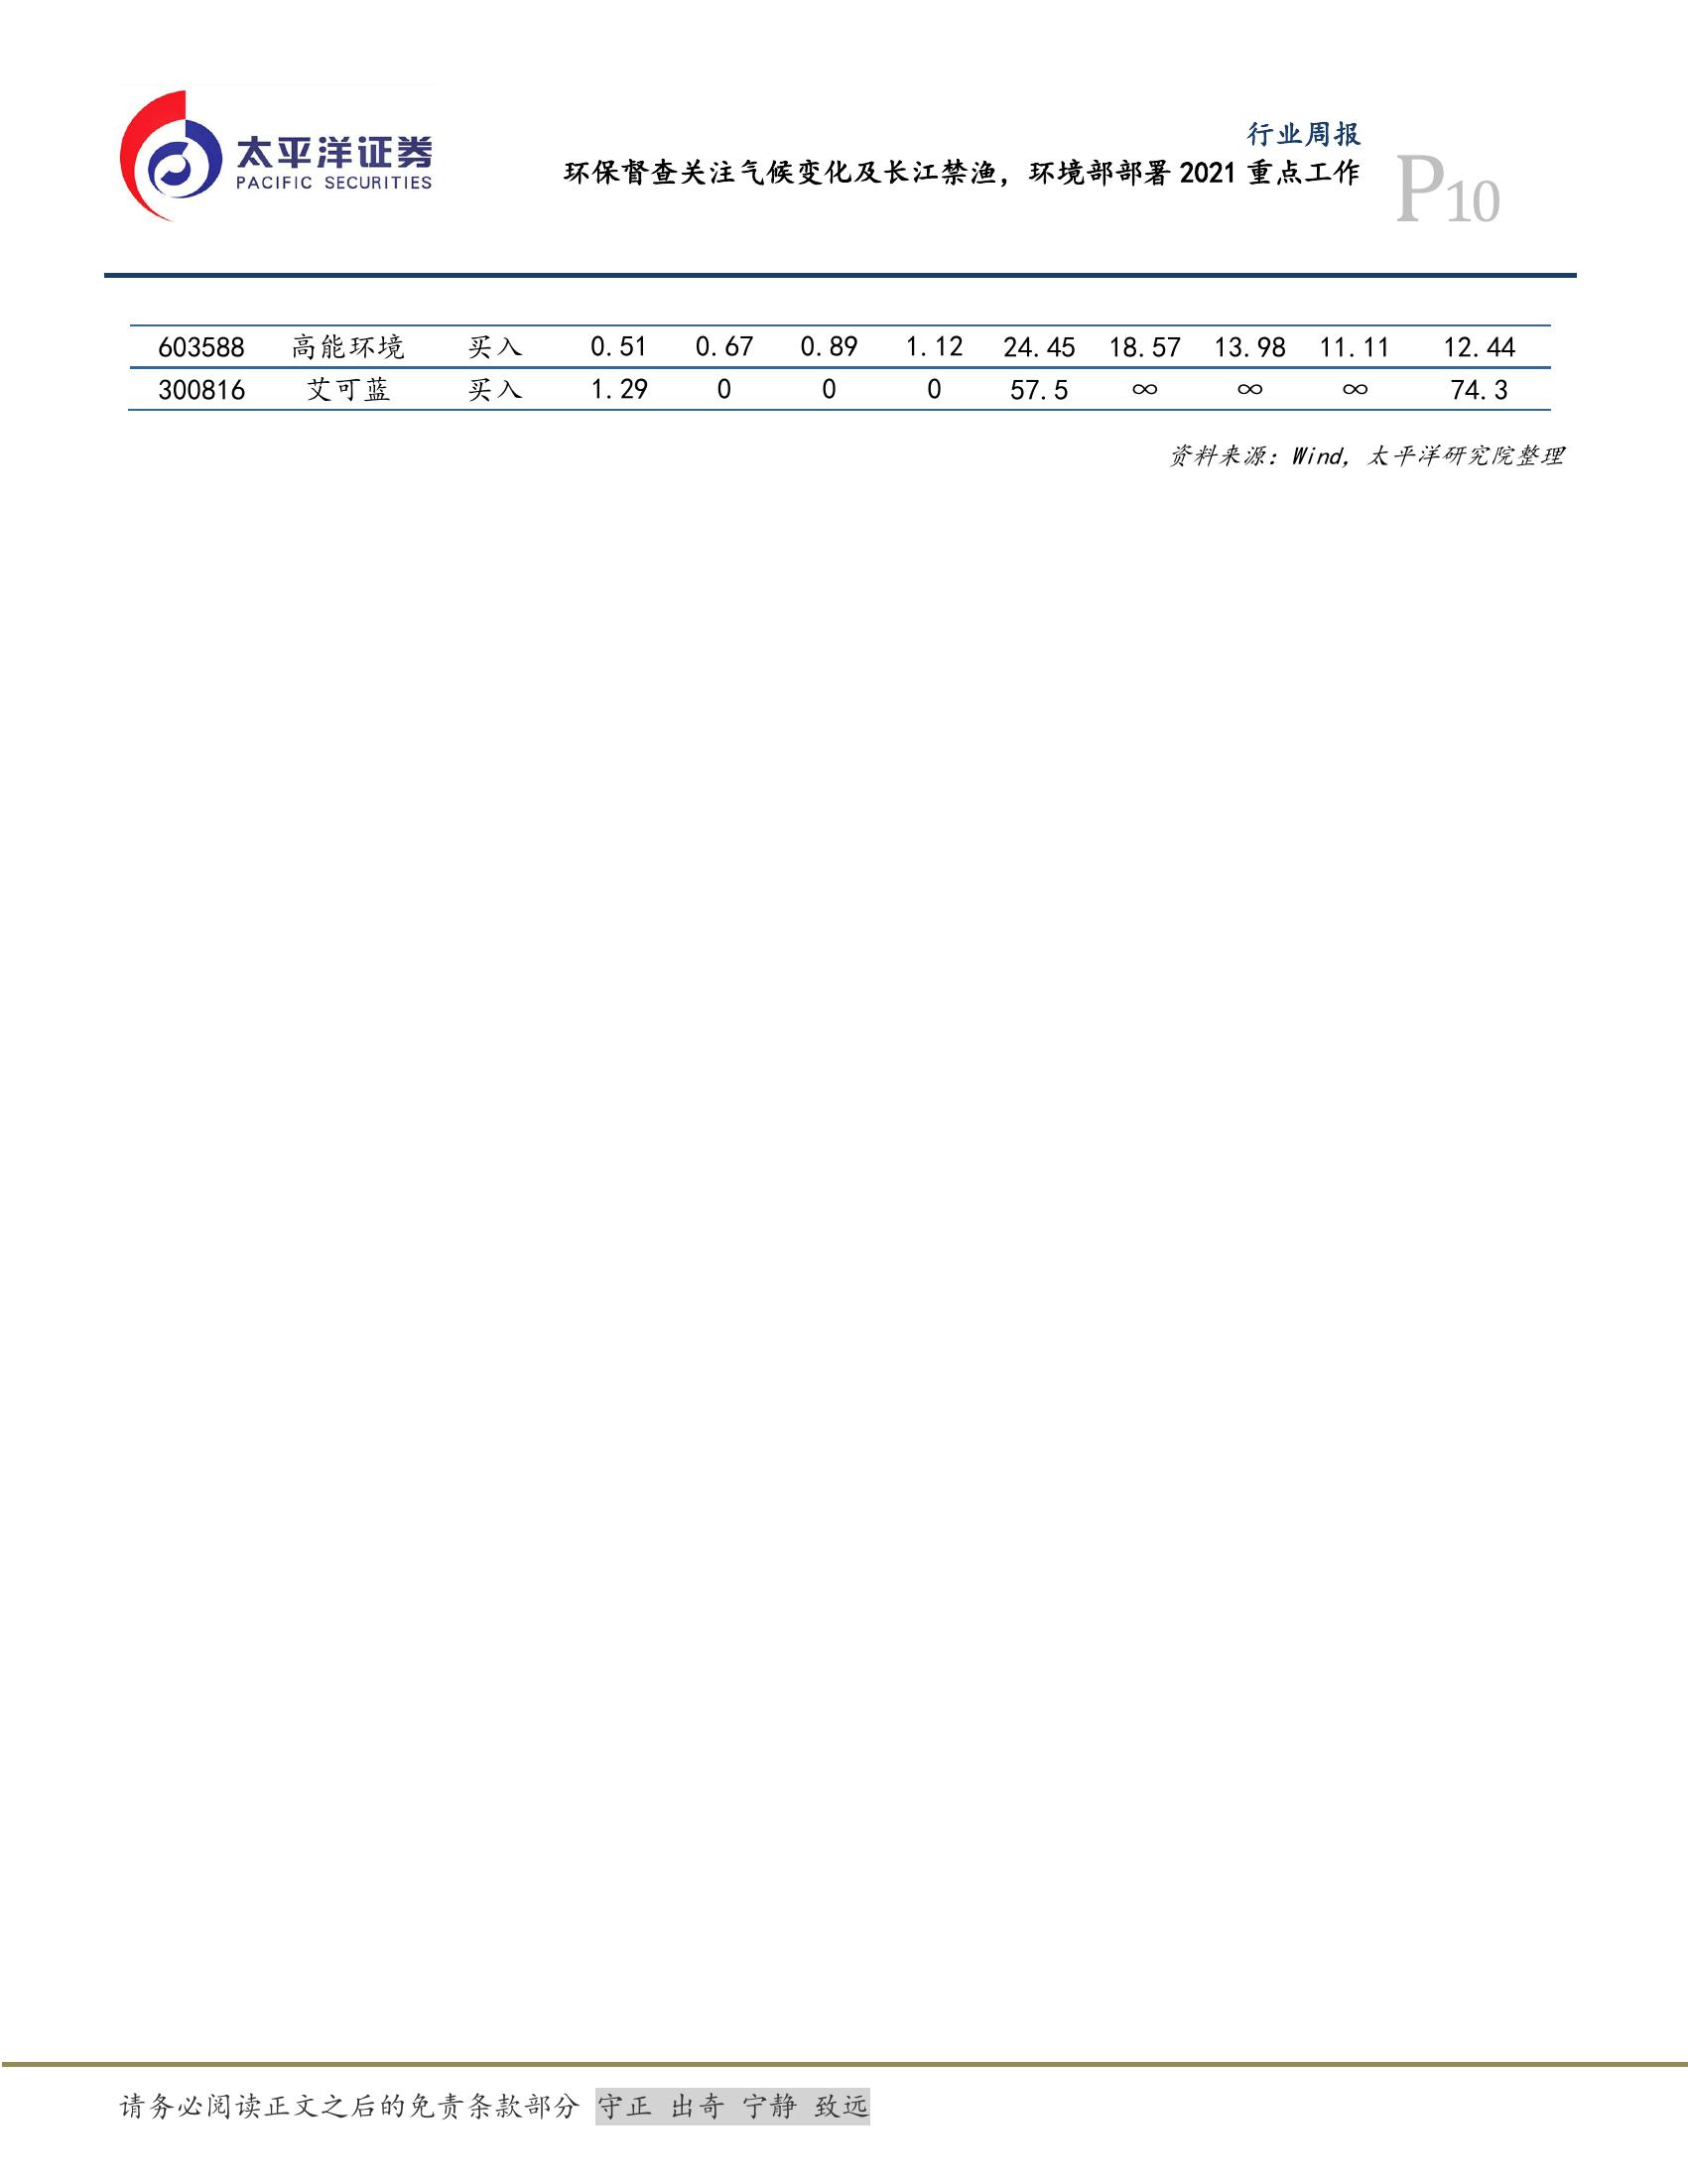 太平洋证券
PACIFIC SECURITIES
行业周报
环保督查关注气候变化及长江禁渔，环境部部署 2021 重点工作
P10
603588 高能环境 买入 0.51 0.67 0.89 1.12 24.45 18.57 13.98 11.11 12.44
300816 艾可蓝 买入 1.29 0 0 0 57.5 ∞ ∞ ∞ 74.3
资料来源：Wind，太平洋研究院整理
请务必阅读正文之后的免责条款部分 守正 出奇 宁静 致远